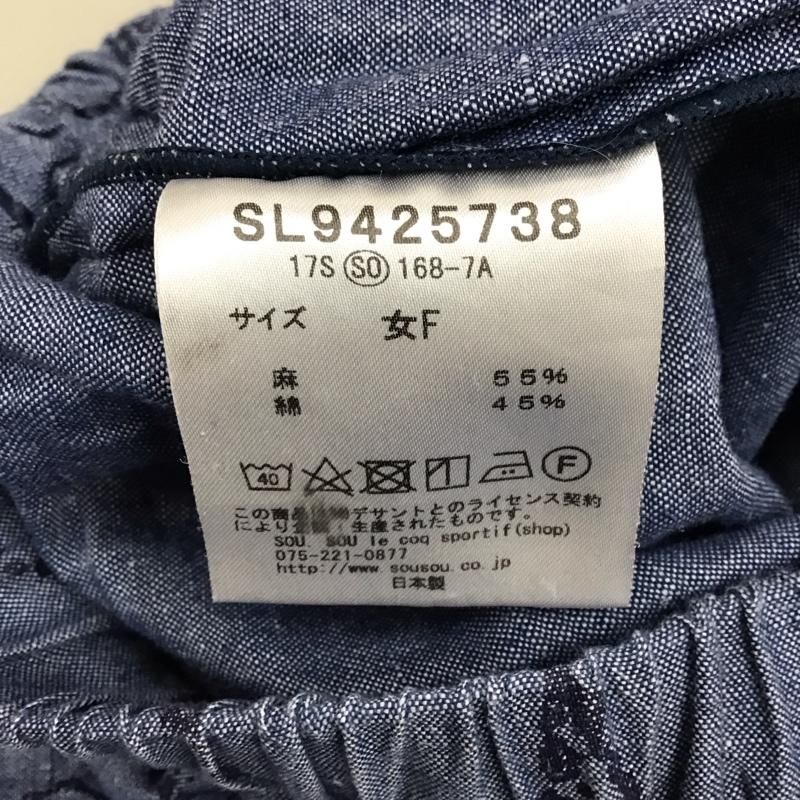 SL9425738
17S SO 168-7A
サイズ 女F
麻 55%
綿 45%
40 F
この商品 デサントとのライセンス契約
により 生産されたものです。
SOU. SOU le coq sportif(shop)
075-221-0877
http://www.sousou.co.jp
日本製